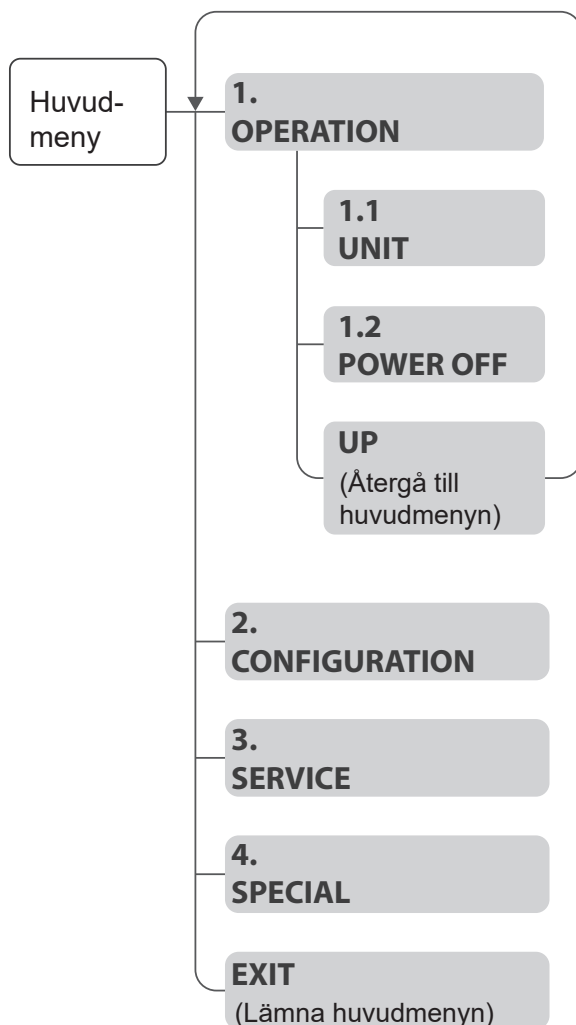 Huvud-
meny
1.
OPERATION
1.1
UNIT
1.2
POWER OFF
UP
(Återgå till
huvudmenyn)
2.
CONFIGURATION
3.
SERVICE
4.
SPECIAL
EXIT
(Lämna huvudmenyn)